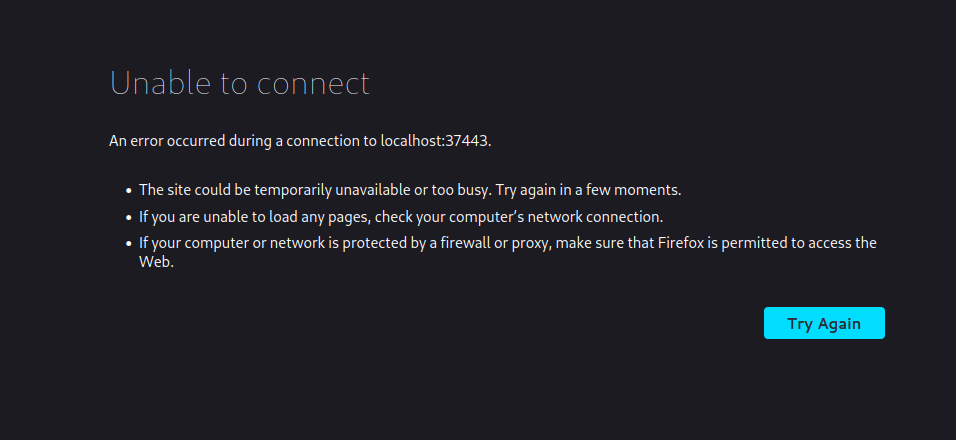 Unable to connect
An error occurred during a connection to localhost:37443.
• The site could be temporarily unavailable or too busy. Try again in a few moments.
• If you are unable to load any pages, check your computer’s network connection.
• If your computer or network is protected by a firewall or proxy, make sure that Firefox is permitted to access the
Web.
Try Again